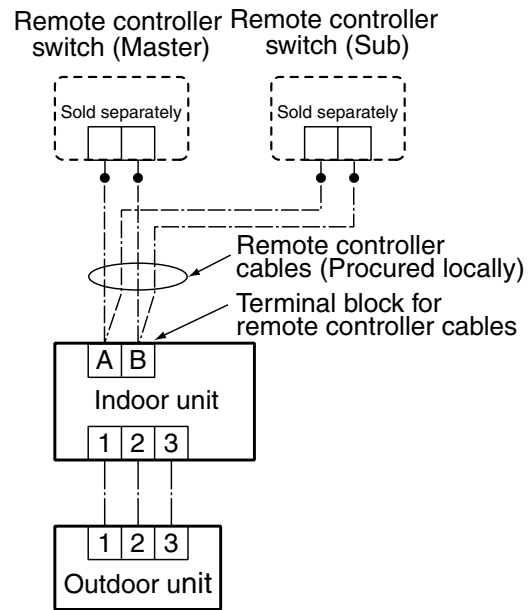 Remote controller
switch (Master)
Remote controller
switch (Sub)
Sold separately
Sold separately
Remote controller
cables (Procured locally)
Terminal block for
remote controller cables
A B
Indoor unit
1 2 3
1 2 3
Outdoor unit